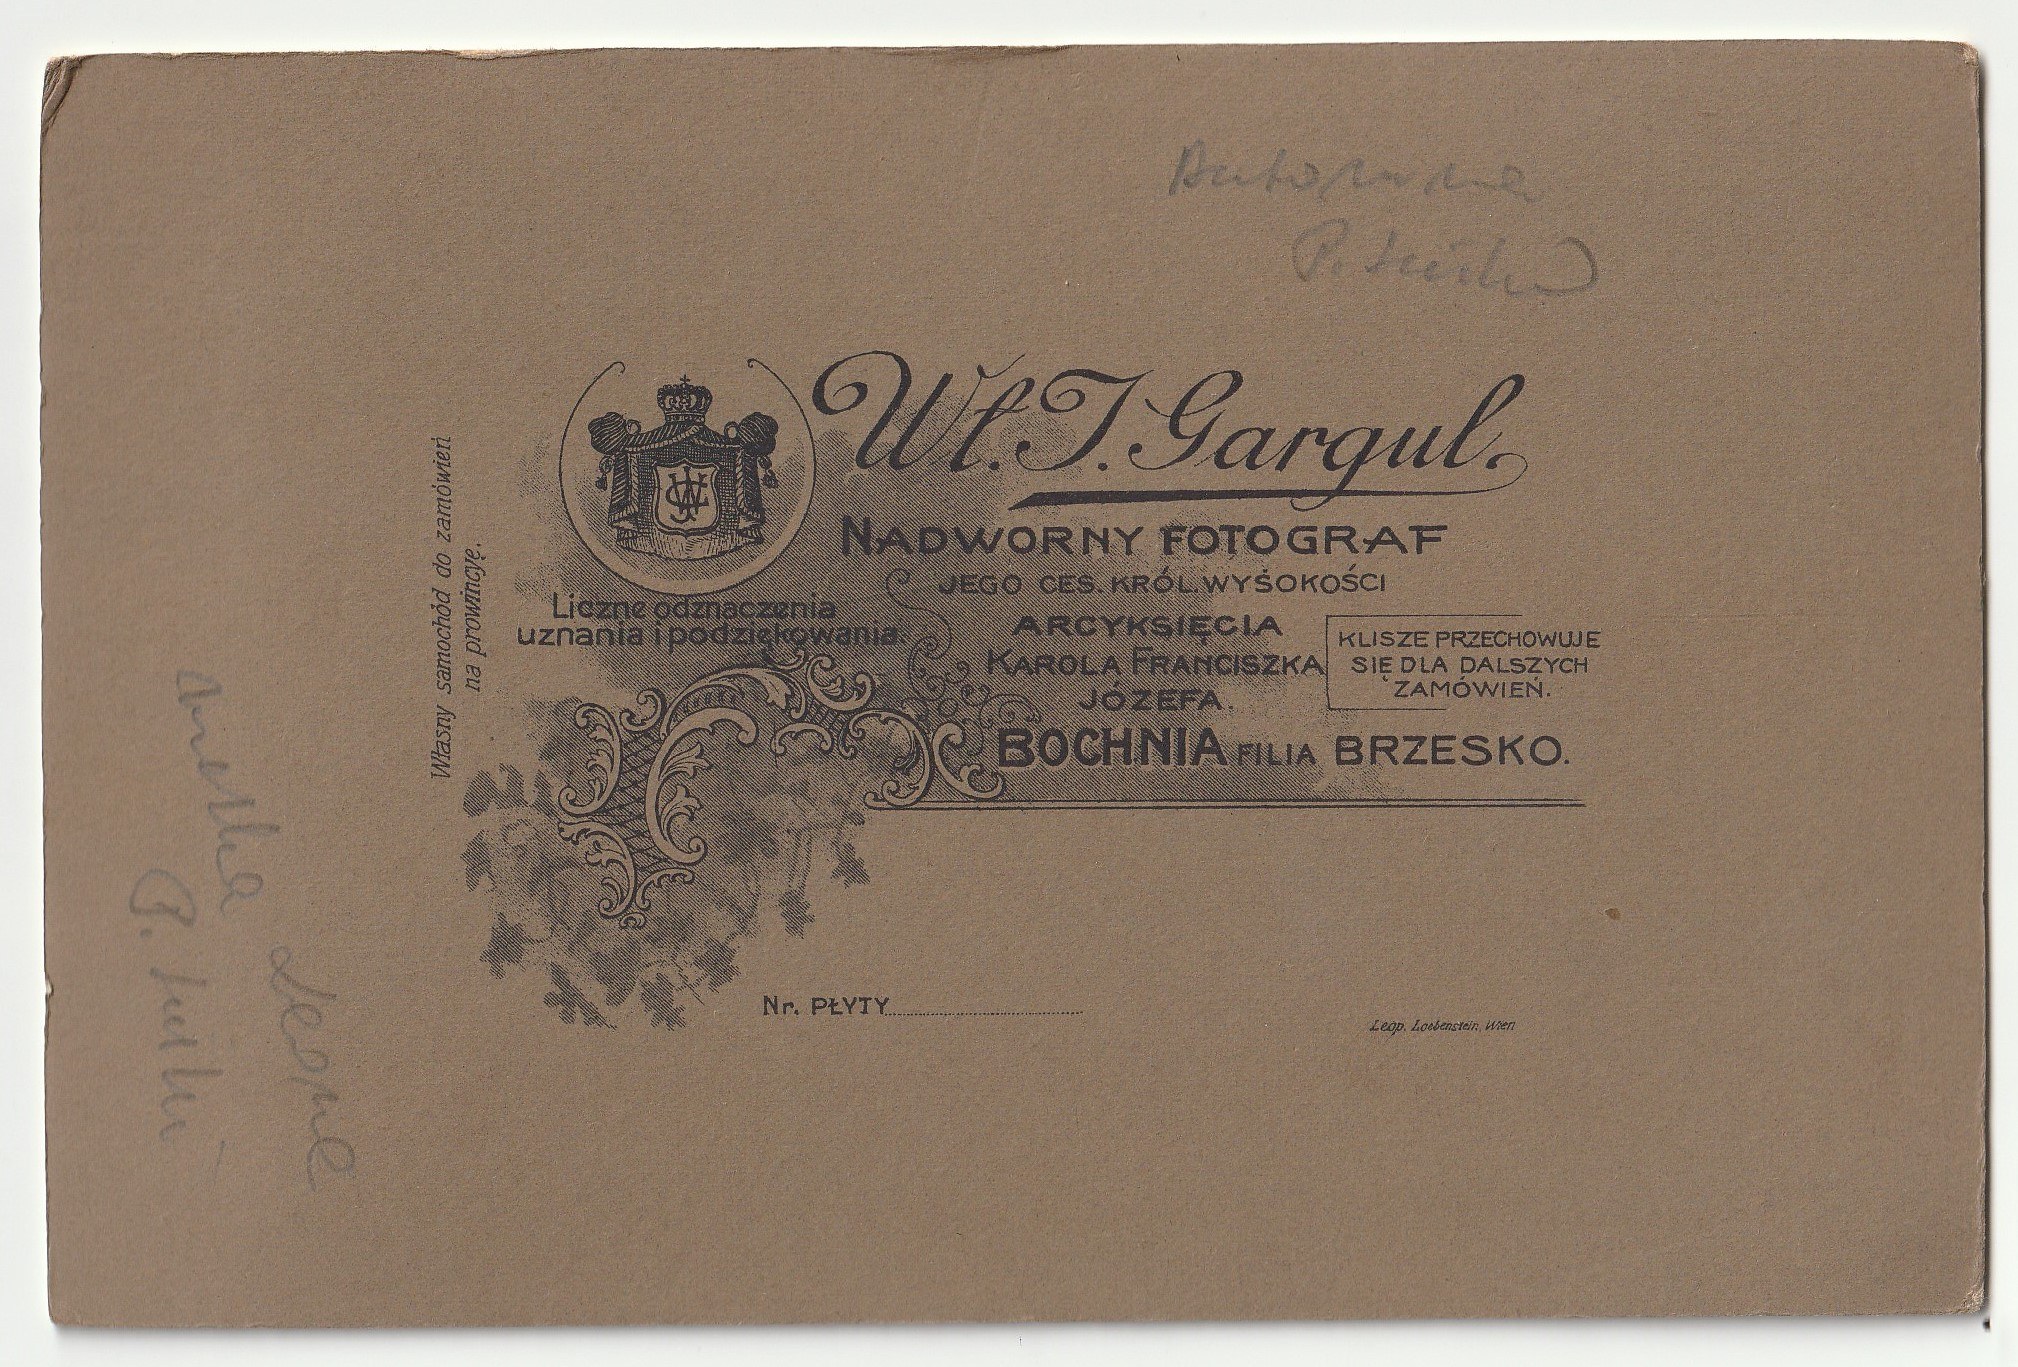 Wł. J. Gargul.
NADWORNY FOTOGRAF
JEGO CES. KRÓL. WYSOKOŚCI
ARCYKSIĘCIA
KAROLA FRANCISZKA
JÓZEFA.
BOCHNIA FILIA BRZESKO.
Liczne odznaczenia
uznania i podziękowania.
KLISZE PRZECHOWUJE
SIĘ DLA DALSZYCH
ZAMÓWIEŃ.
Własny samochód do zamówień
na prowincyę.
Nr. PŁYTY
Leop. Loebenstein, Wien